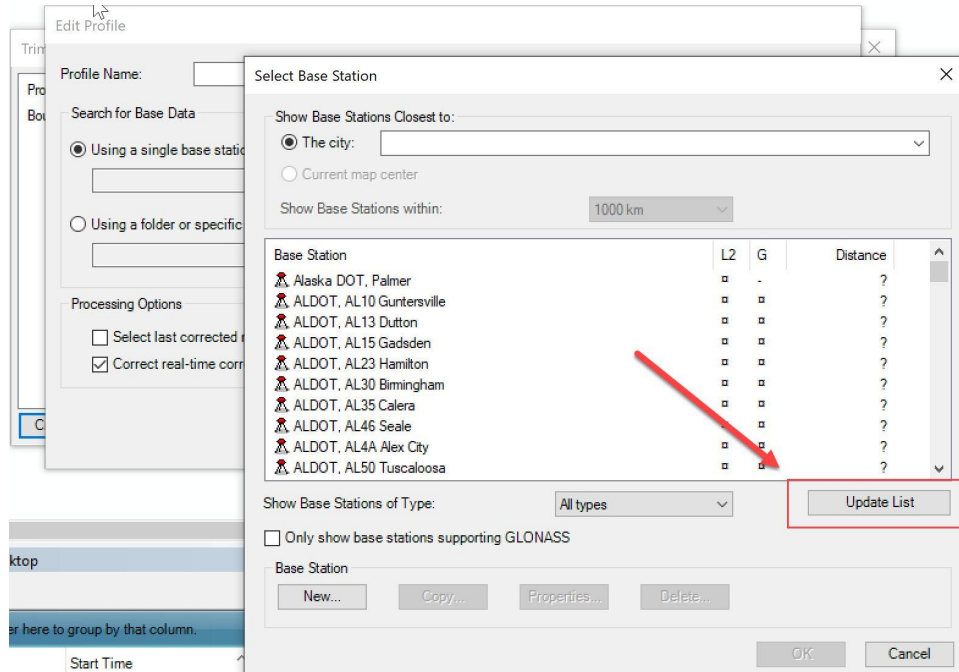 Edit Profile
Trim
Profile Name:
Pro
Bou
Search for Base Data
Using a single base static
Using a folder or specific
Processing Options
Select last corrected r
Correct real-time corr
C
Select Base Station
Show Base Stations Closest to:
The city:
Current map center
Show Base Stations within:
1000 km
Base Station L2 G Distance
Alaska DOT, Palmer ¤ - ?
ALDOT, AL10 Guntersville ¤ ¤ ?
ALDOT, AL13 Dutton ¤ ¤ ?
ALDOT, AL15 Gadsden ¤ ¤ ?
ALDOT, AL23 Hamilton ¤ ¤ ?
ALDOT, AL30 Birmingham ¤ ¤ ?
ALDOT, AL35 Calera ¤ ¤ ?
ALDOT, AL46 Seale ¤ ¤ ?
ALDOT, AL4A Alex City ¤ ¤ ?
ALDOT, AL50 Tuscaloosa ¤ ¤ ?
Show Base Stations of Type:
All types
Update List
Only show base stations supporting GLONASS
Base Station
New...
Copy...
Properties...
Delete...
OK
Cancel
ktop
er here to group by that column.
Start Time